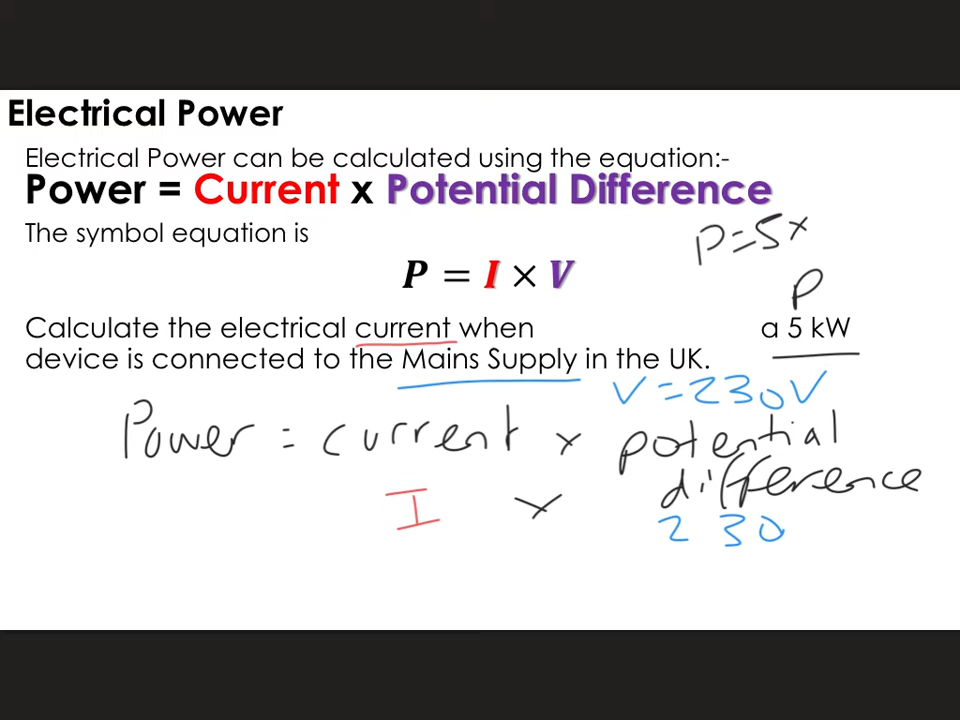 Electrical Power
Electrical Power can be calculated using the equation:-
Power = Current x Potential Difference
The symbol equation is
P = 5 x
P = I × V
P
Calculate the electrical current when a 5 kW
device is connected to the Mains Supply in the UK.
V = 230V
Power = current x potential
difference
I x
230